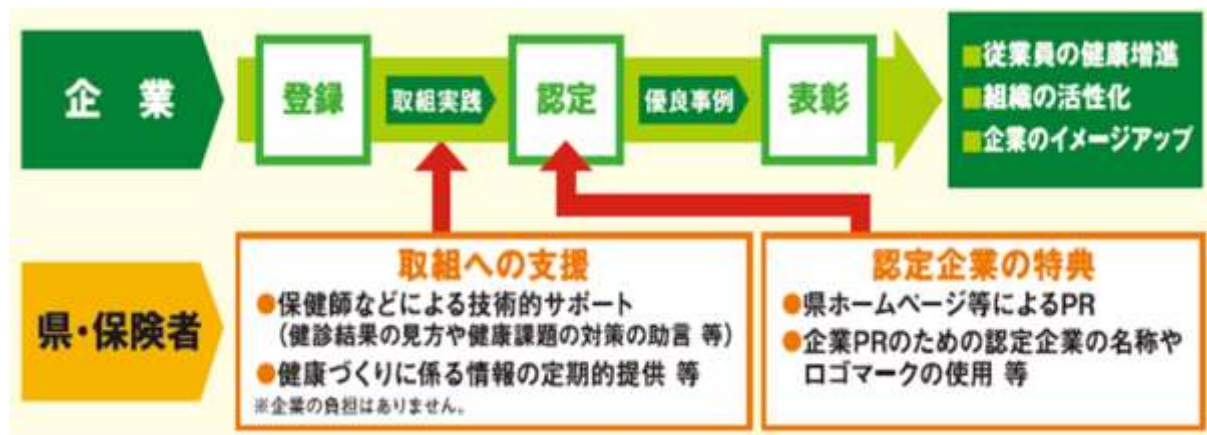 企業
登録
取組実践
認定
優良事例
表彰
■従業員の健康増進
■組織の活性化
■企業のイメージアップ
県・保険者
取組への支援
●保健師などによる技術的サポート
(健診結果の見方や健康課題の対策の助言 等)
●健康づくりに係る情報の定期的提供 等
※企業の負担はありません。
認定企業の特典
●県ホームページ等によるPR
●企業PRのための認定企業の名称や
ロゴマークの使用 等